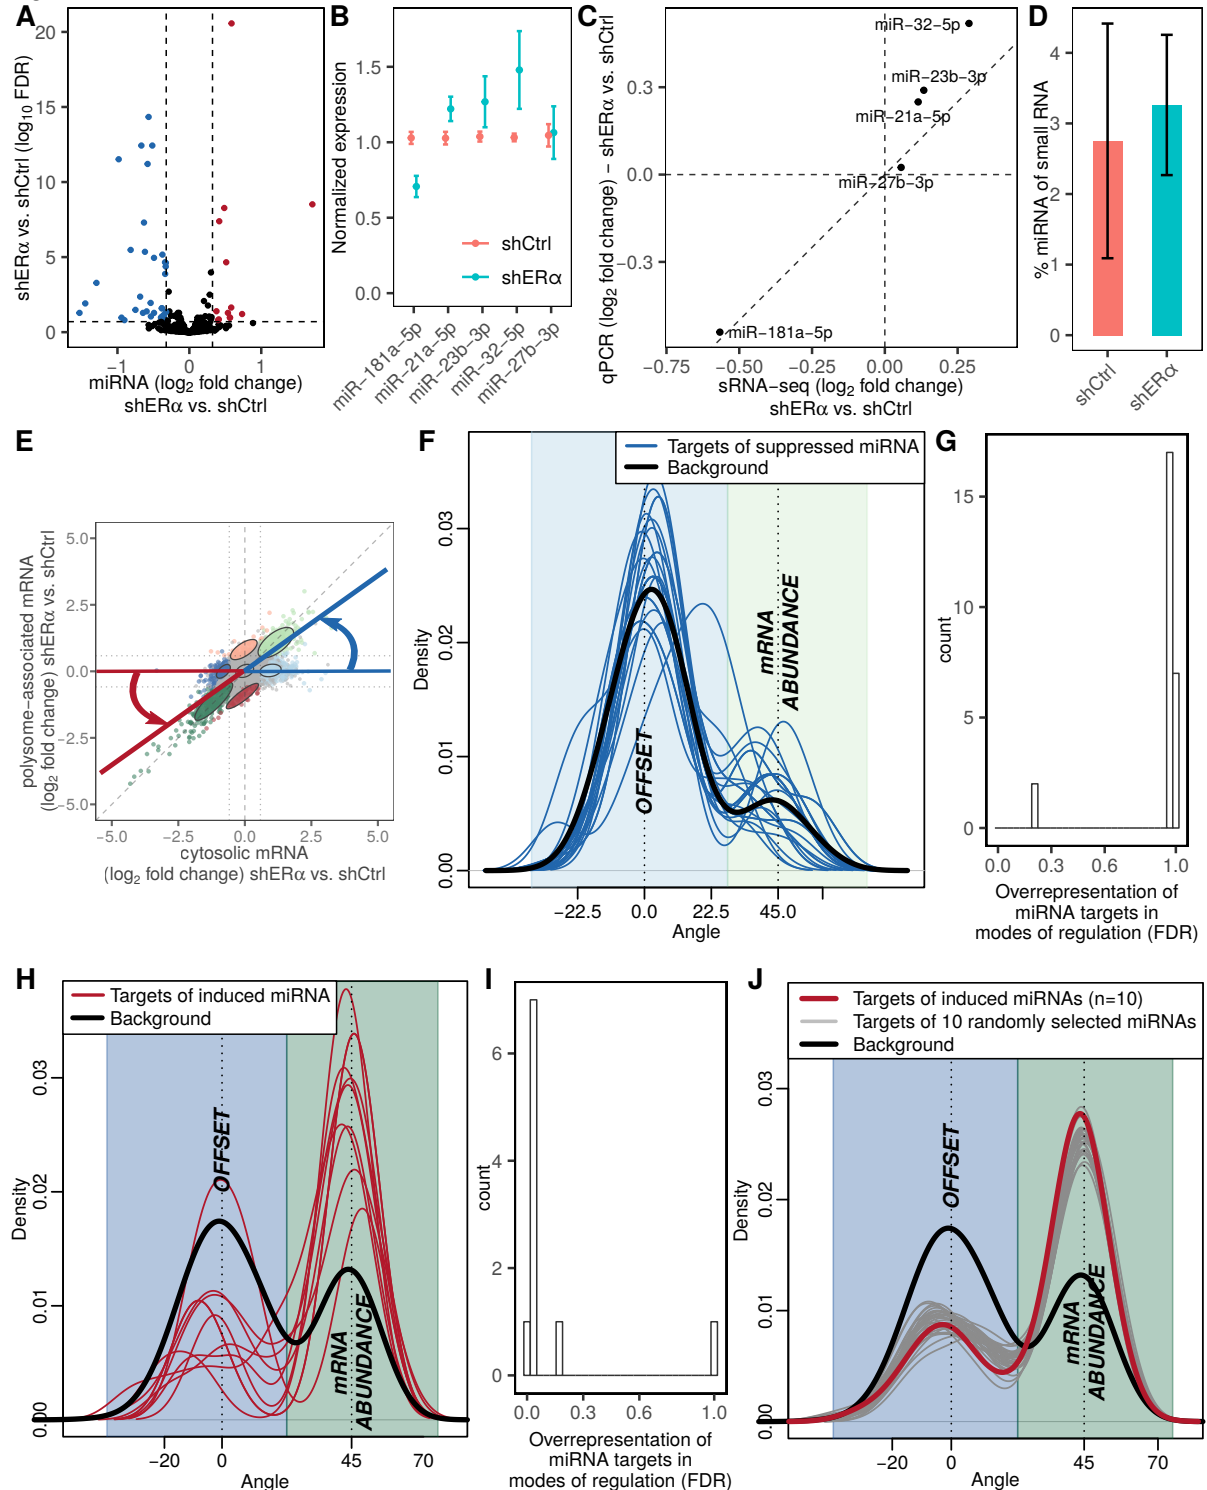 A
shERα vs. shCtrl (log10 FDR)
20
15
10
5
0
−1
0
1
miRNA (log2 fold change)
shERα vs. shCtrl
B
Normalized expression
1.5
1.0
0.5
0.0
shCtrl
shERα
miR−181a−5p
miR−21a−5p
miR−23b−3p
miR−32−5p
miR−27b−3p
C
qPCR (log2 fold change) − shERα vs. shCtrl
0.3
0.0
−0.3
miR−32−5p
miR−23b−3p
miR−21a−5p
miR−27b−3p
miR−181a−5p
−0.75
−0.50
−0.25
0.00
0.25
sRNA−seq (log2 fold change)
shERα vs. shCtrl
D
% miRNA of small RNA
4
3
2
1
0
shCtrl
shERα
E
polysome−associated mRNA
(log2 fold change) shERα vs. shCtrl
5.0
2.5
0.0
−2.5
−5.0
−5.0
−2.5
0.0
2.5
5.0
cytosolic mRNA
(log2 fold change) shERα vs. shCtrl
F
Targets of suppressed miRNA
Background
Density
0.03
0.02
0.01
0.00
OFFSET
mRNA
ABUNDANCE
−22.5
0.0
22.5
45.0
Angle
G
count
15
10
5
0
0.0
0.3
0.6
1.0
Overrepresentation of
miRNA targets in
modes of regulation (FDR)
H
Targets of induced miRNA
Background
Density
0.03
0.02
0.01
0.00
OFFSET
mRNA
ABUNDANCE
−20
0
45
70
Angle
I
count
6
4
2
0
0.0
0.3
0.6
1.0
Overrepresentation of
miRNA targets in
modes of regulation (FDR)
J
Targets of induced miRNAs (n=10)
Targets of 10 randomly selected miRNAs
Background
Density
0.03
0.02
0.01
0.00
OFFSET
mRNA
ABUNDANCE
−20
0
45
70
Angle